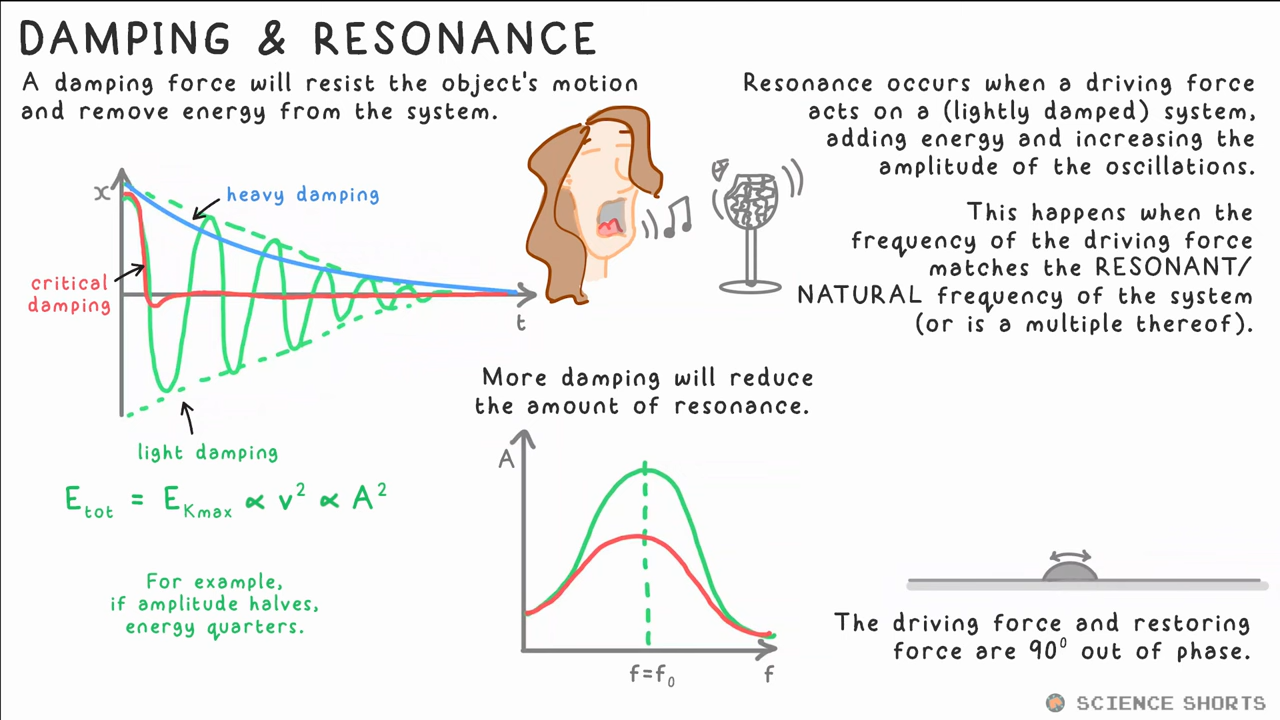 DAMPING & RESONANCE
A damping force will resist the object's motion
and remove energy from the system.
Resonance occurs when a driving force
acts on a (lightly damped) system,
adding energy and increasing the
amplitude of the oscillations.
This happens when the
frequency of the driving force
matches the RESONANT/
NATURAL frequency of the system
(or is a multiple thereof).
x
heavy damping
critical
damping
t
light damping
E_tot = E_Kmax ∝ v² ∝ A²
For example,
if amplitude halves,
energy quarters.
More damping will reduce
the amount of resonance.
A
f=f₀
f
The driving force and restoring
force are 90⁰ out of phase.
SCIENCE SHORTS